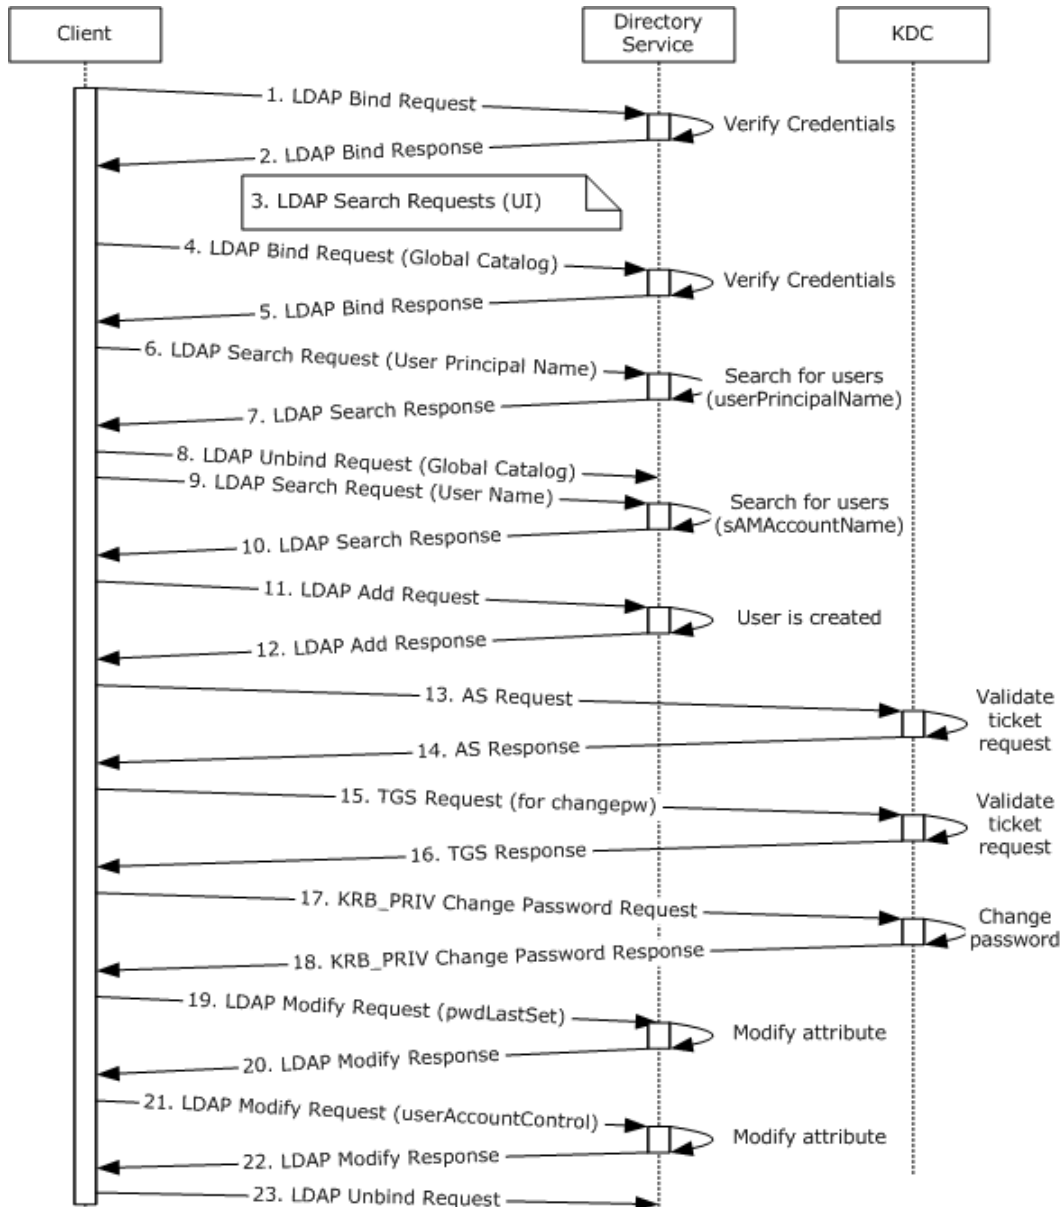 Client
Directory
Service
KDC
1. LDAP Bind Request
Verify Credentials
2. LDAP Bind Response
3. LDAP Search Requests (UI)
4. LDAP Bind Request (Global Catalog)
Verify Credentials
5. LDAP Bind Response
6. LDAP Search Request (User Principal Name)
Search for users
(userPrincipalName)
7. LDAP Search Response
8. LDAP Unbind Request (Global Catalog)
9. LDAP Search Request (User Name)
Search for users
(sAMAccountName)
10. LDAP Search Response
11. LDAP Add Request
User is created
12. LDAP Add Response
13. AS Request
Validate
ticket
request
14. AS Response
15. TGS Request (for changepw)
Validate
ticket
request
16. TGS Response
17. KRB_PRIV Change Password Request
Change
password
18. KRB_PRIV Change Password Response
19. LDAP Modify Request (pwdLastSet)
Modify attribute
20. LDAP Modify Response
21. LDAP Modify Request (userAccountControl)
Modify attribute
22. LDAP Modify Response
23. LDAP Unbind Request